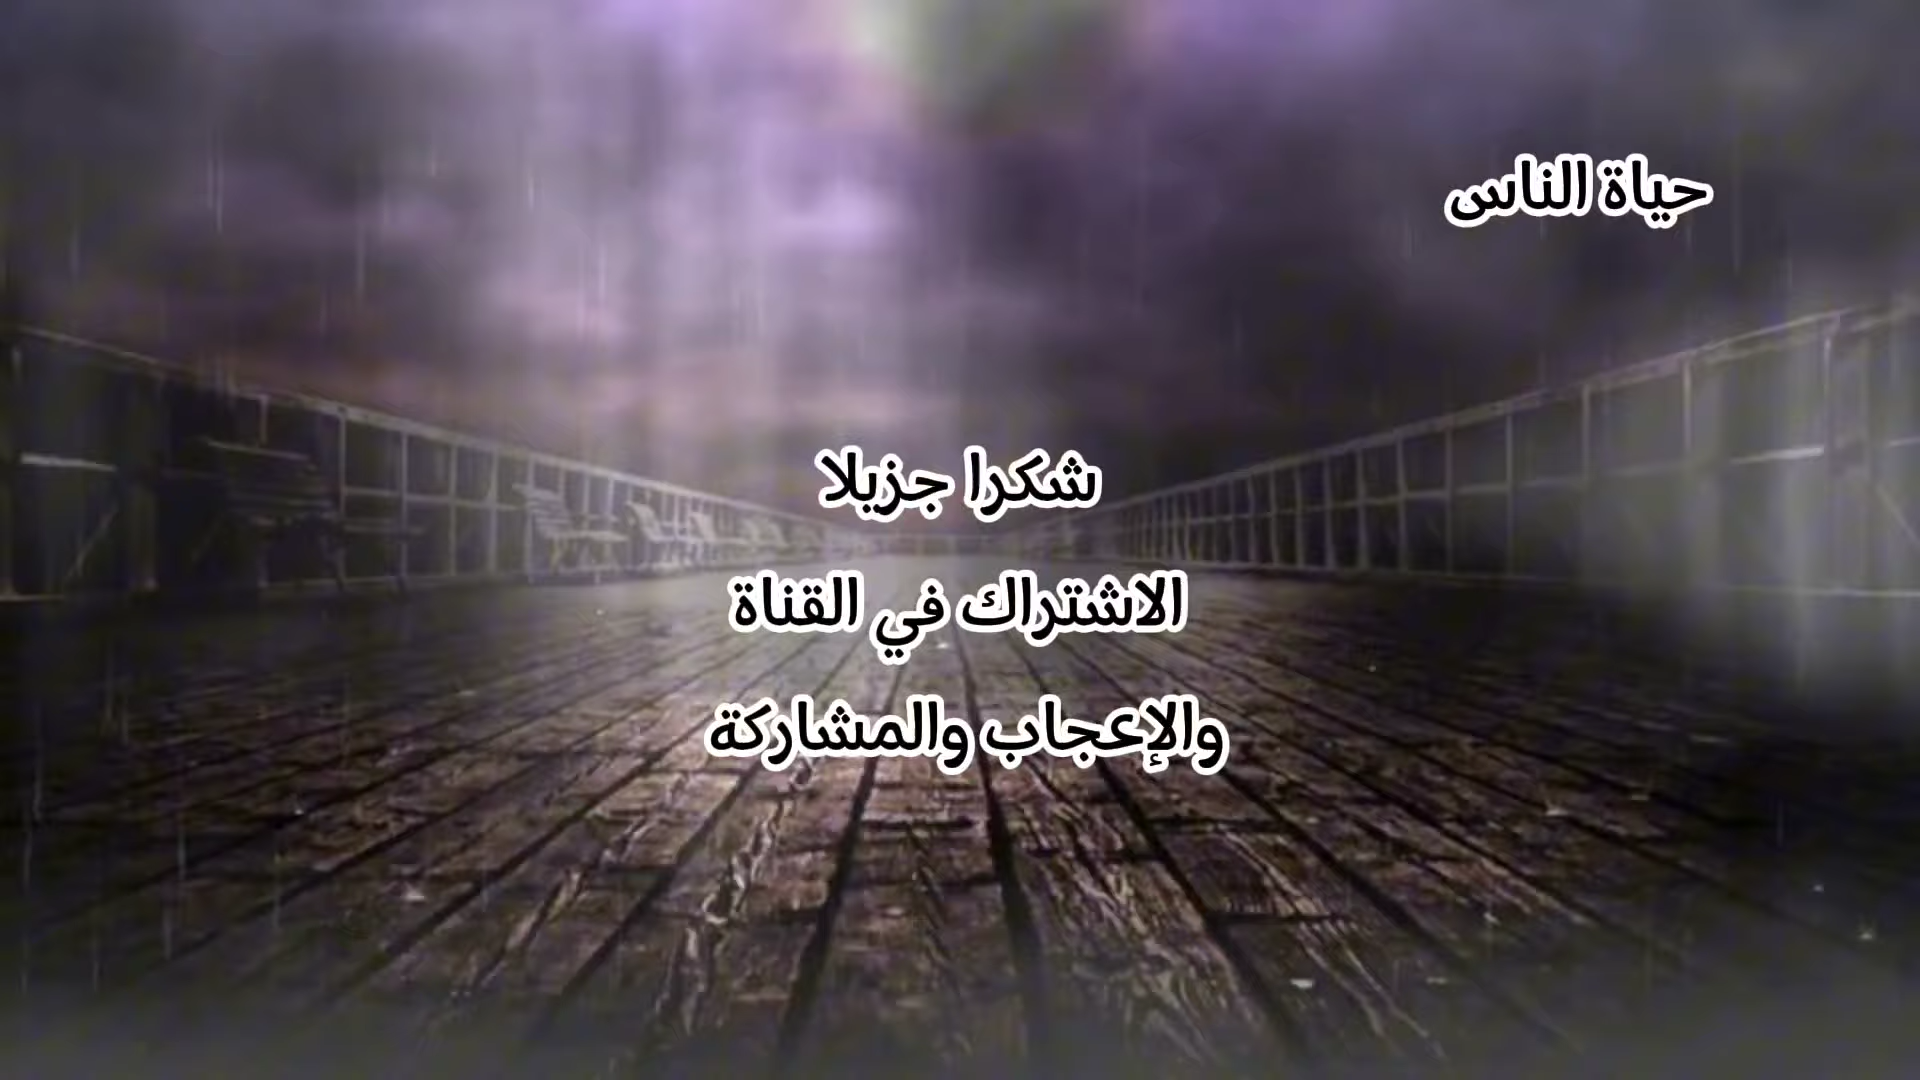 حياة الناس
شكرا جزيلا
الاشتراك في القناة
والإعجاب والمشاركة